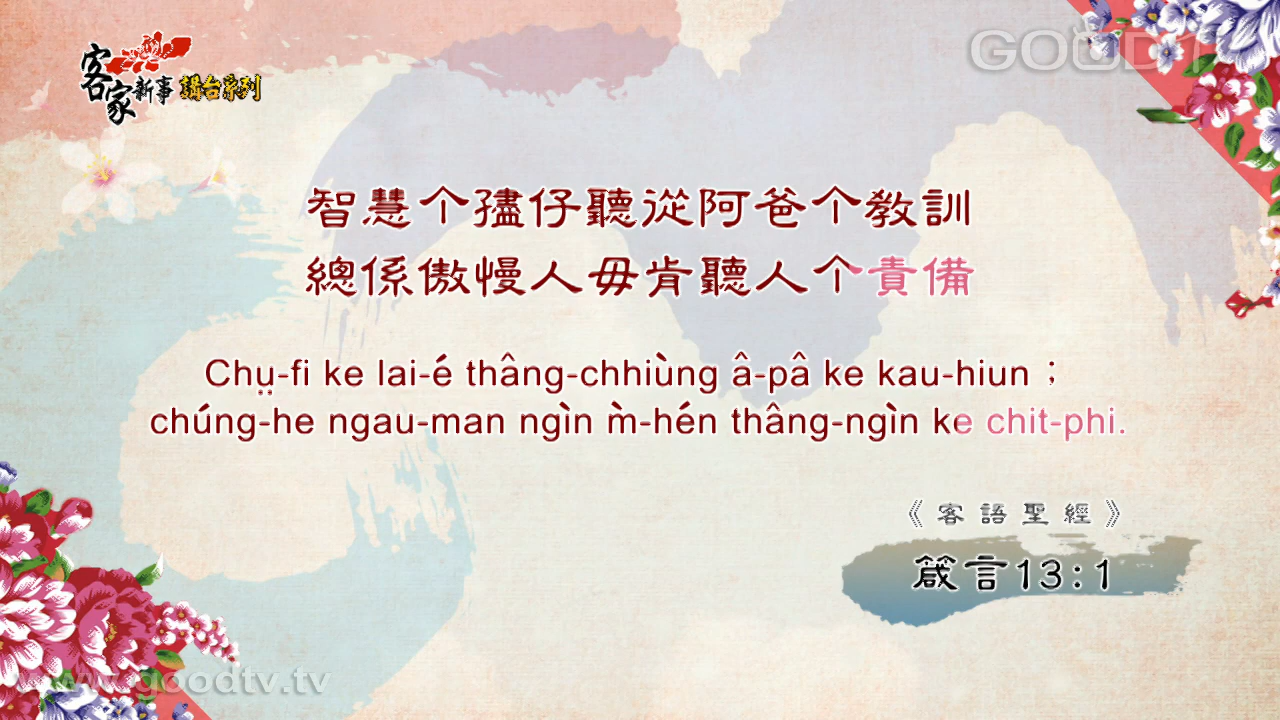 客家新事 講台系列
GOOD1
智慧个孻仔聽從阿爸个教訓
總係傲慢人毋肯聽人个責備
Chṳ-fi ke lai-é thâng-chhiùng â-pâ ke kau-hiun；
chúng-he ngau-man ngìn m̀-hén thâng-ngìn ke chit-phi.
《客語聖經》
箴言13:1
www.goodtv.tv